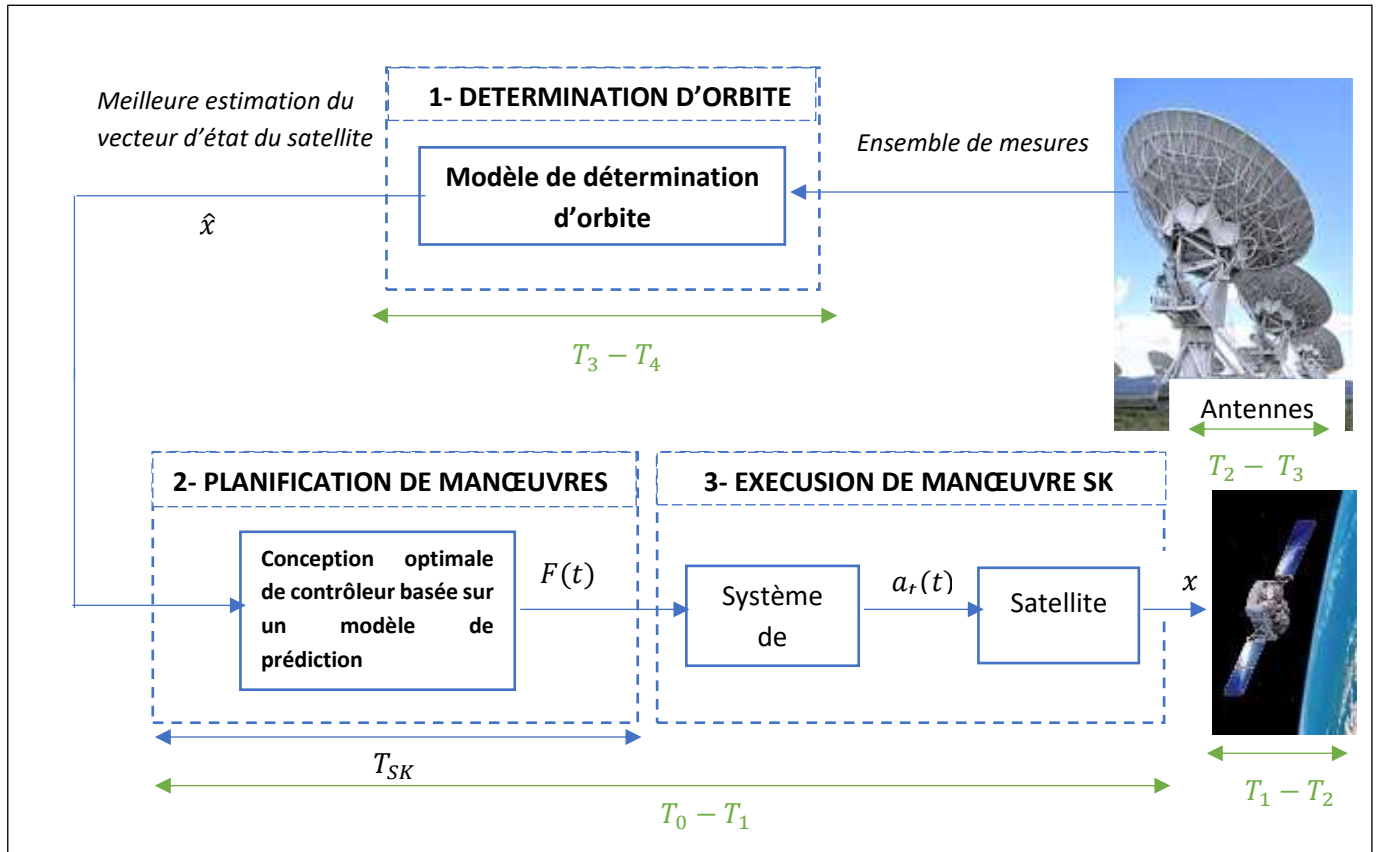 1- DETERMINATION D’ORBITE
Meilleure estimation du
vecteur d’état du satellite
Ensemble de mesures
Modèle de détermination
d’orbite
x̂
T₃ − T₄
Antennes
T₂ − T₃
2- PLANIFICATION DE MANŒUVRES
3- EXECUSION DE MANŒUVRE SK
Conception optimale
de contrôleur basée sur
un modèle de
prédiction
F(t)
Système
de
aₜ(t)
Satellite
x
T_SK
T₀ − T₁
T₁ − T₂